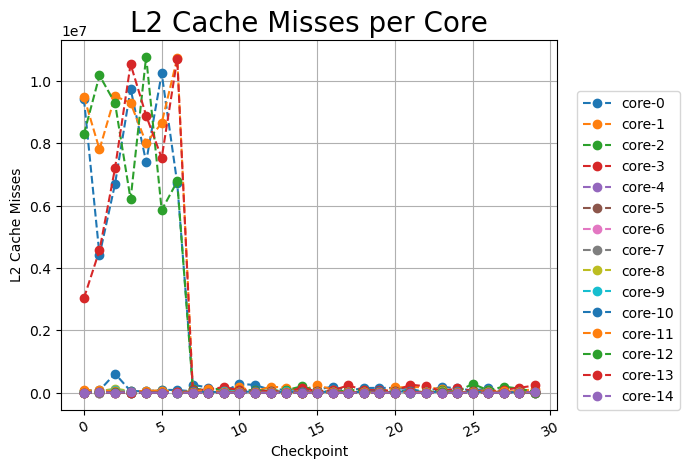 L2 Cache Misses per Core
1e7
1.0
0.8
0.6
0.4
0.2
0.0
L2 Cache Misses
0
5
10
15
20
25
30
Checkpoint
core-0
core-1
core-2
core-3
core-4
core-5
core-6
core-7
core-8
core-9
core-10
core-11
core-12
core-13
core-14